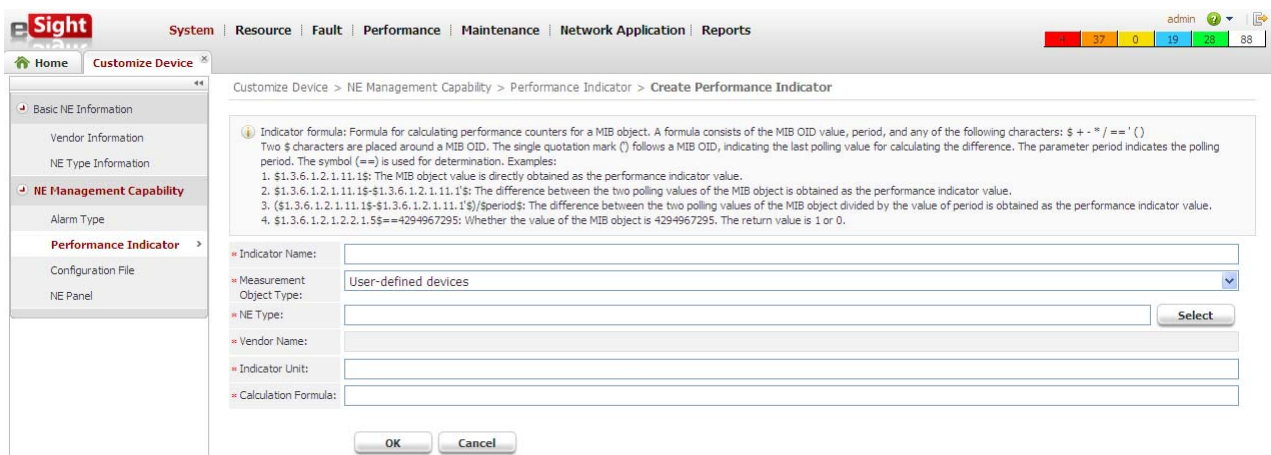 eSight
admin
System | Resource | Fault | Performance | Maintenance | Network Application | Reports
4 37 0 19 28 88
Home
Customize Device
Customize Device > NE Management Capability > Performance Indicator > Create Performance Indicator
Basic NE Information
Vendor Information
NE Type Information
NE Management Capability
Alarm Type
Performance Indicator >
Configuration File
NE Panel
Indicator formula: Formula for calculating performance counters for a MIB object. A formula consists of the MIB OID value, period, and any of the following characters: $ + - * / == ' ( )
Two $ characters are placed around a MIB OID. The single quotation mark (') follows a MIB OID, indicating the last polling value for calculating the difference. The parameter period indicates the polling
period. The symbol (==) is used for determination. Examples:
1. $1.3.6.1.2.1.11.1$: The MIB object value is directly obtained as the performance indicator value.
2. $1.3.6.1.2.1.11.1$-$1.3.6.1.2.1.11.1'$: The difference between the two polling values of the MIB object is obtained as the performance indicator value.
3. ($1.3.6.1.2.1.11.1$-$1.3.6.1.2.1.11.1'$)/$period$: The difference between the two polling values of the MIB object divided by the value of period is obtained as the performance indicator value.
4. $1.3.6.1.2.1.2.2.1.5$==4294967295: Whether the value of the MIB object is 4294967295. The return value is 1 or 0.
* Indicator Name:
* Measurement
Object Type:
User-defined devices
* NE Type:
Select
* Vendor Name:
* Indicator Unit:
* Calculation Formula:
OK
Cancel